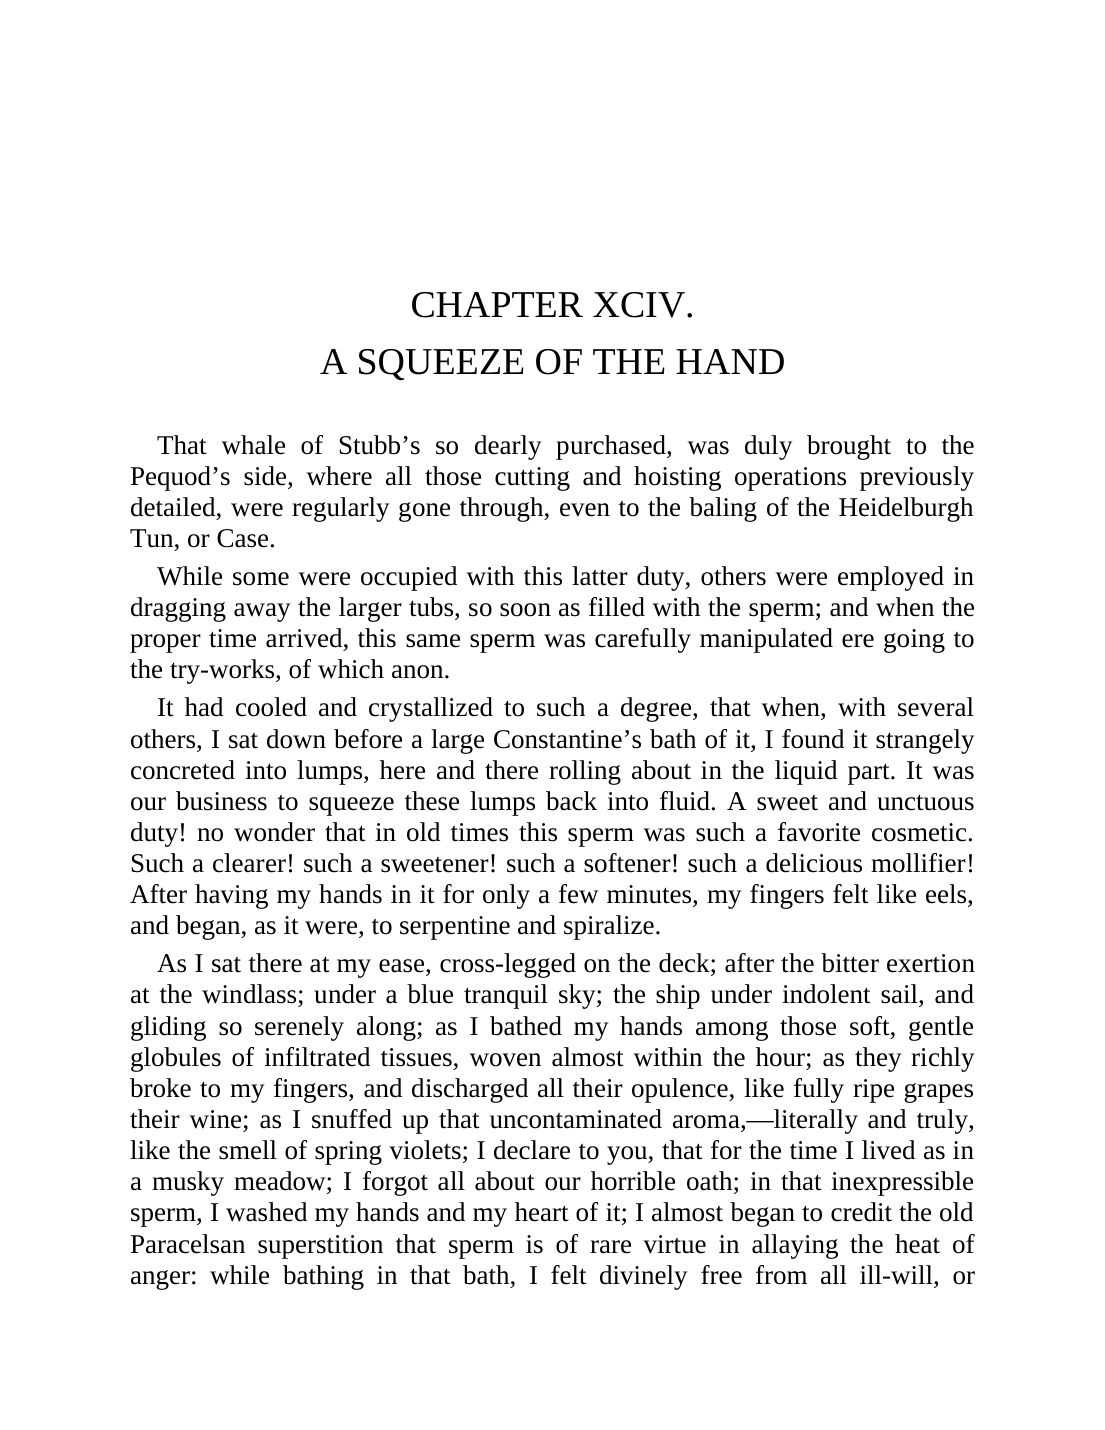 CHAPTER XCIV.
A SQUEEZE OF THE HAND
That whale of Stubb’s so dearly purchased, was duly brought to the
Pequod’s side, where all those cutting and hoisting operations previously
detailed, were regularly gone through, even to the baling of the Heidelburgh
Tun, or Case.
While some were occupied with this latter duty, others were employed in
dragging away the larger tubs, so soon as filled with the sperm; and when the
proper time arrived, this same sperm was carefully manipulated ere going to
the try-works, of which anon.
It had cooled and crystallized to such a degree, that when, with several
others, I sat down before a large Constantine’s bath of it, I found it strangely
concreted into lumps, here and there rolling about in the liquid part. It was
our business to squeeze these lumps back into fluid. A sweet and unctuous
duty! no wonder that in old times this sperm was such a favorite cosmetic.
Such a clearer! such a sweetener! such a softener! such a delicious mollifier!
After having my hands in it for only a few minutes, my fingers felt like eels,
and began, as it were, to serpentine and spiralize.
As I sat there at my ease, cross-legged on the deck; after the bitter exertion
at the windlass; under a blue tranquil sky; the ship under indolent sail, and
gliding so serenely along; as I bathed my hands among those soft, gentle
globules of infiltrated tissues, woven almost within the hour; as they richly
broke to my fingers, and discharged all their opulence, like fully ripe grapes
their wine; as I snuffed up that uncontaminated aroma,—literally and truly,
like the smell of spring violets; I declare to you, that for the time I lived as in
a musky meadow; I forgot all about our horrible oath; in that inexpressible
sperm, I washed my hands and my heart of it; I almost began to credit the old
Paracelsan superstition that sperm is of rare virtue in allaying the heat of
anger: while bathing in that bath, I felt divinely free from all ill-will, or